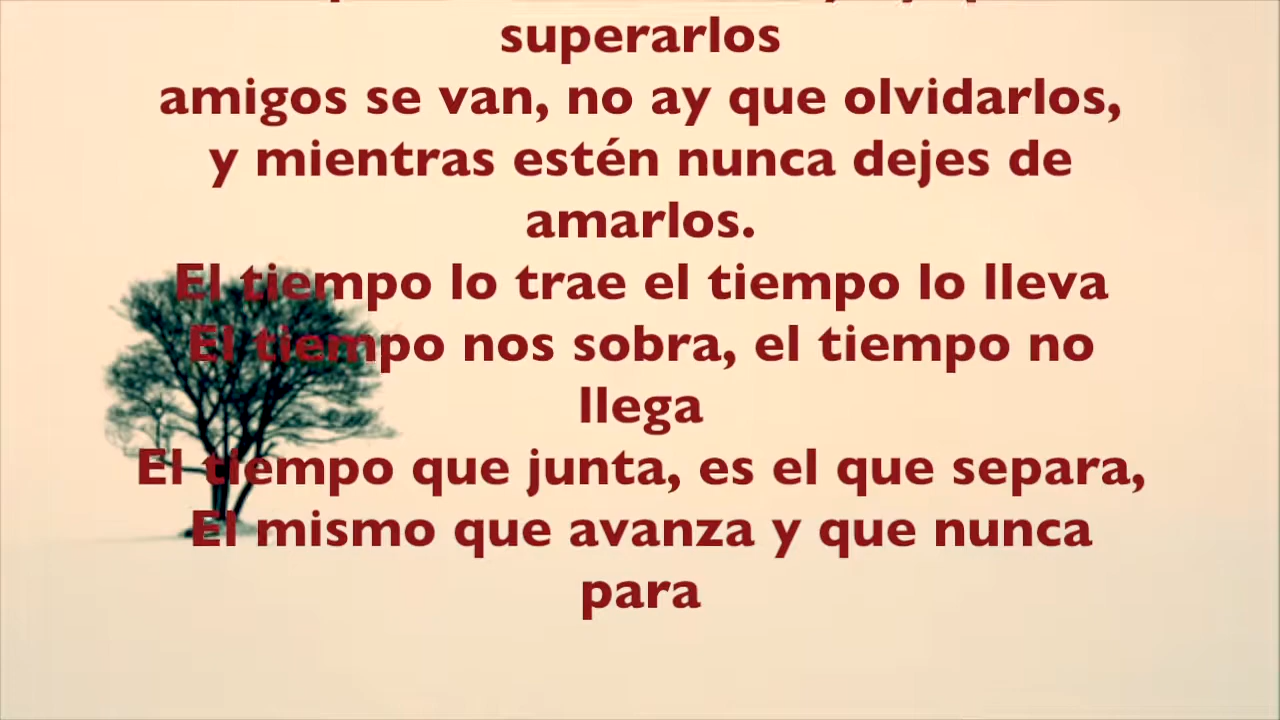 superarlos
amigos se van, no ay que olvidarlos,
y mientras estén nunca dejes de
amarlos.
El tiempo lo trae el tiempo lo lleva
El tiempo nos sobra, el tiempo no
llega
El tiempo que junta, es el que separa,
El mismo que avanza y que nunca
para